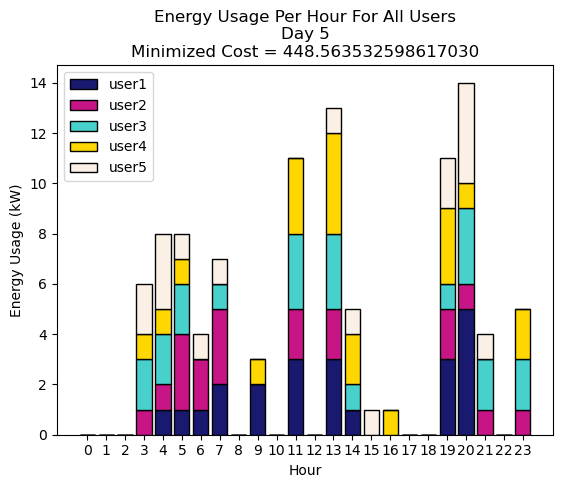 Energy Usage Per Hour For All Users
Day 5
Minimized Cost = 448.563532598617030
user1
user2
user3
user4
user5
Energy Usage (kW)
14
12
10
8
6
4
2
0
0 1 2 3 4 5 6 7 8 9 10 11 12 13 14 15 16 17 18 19 20 21 22 23
Hour